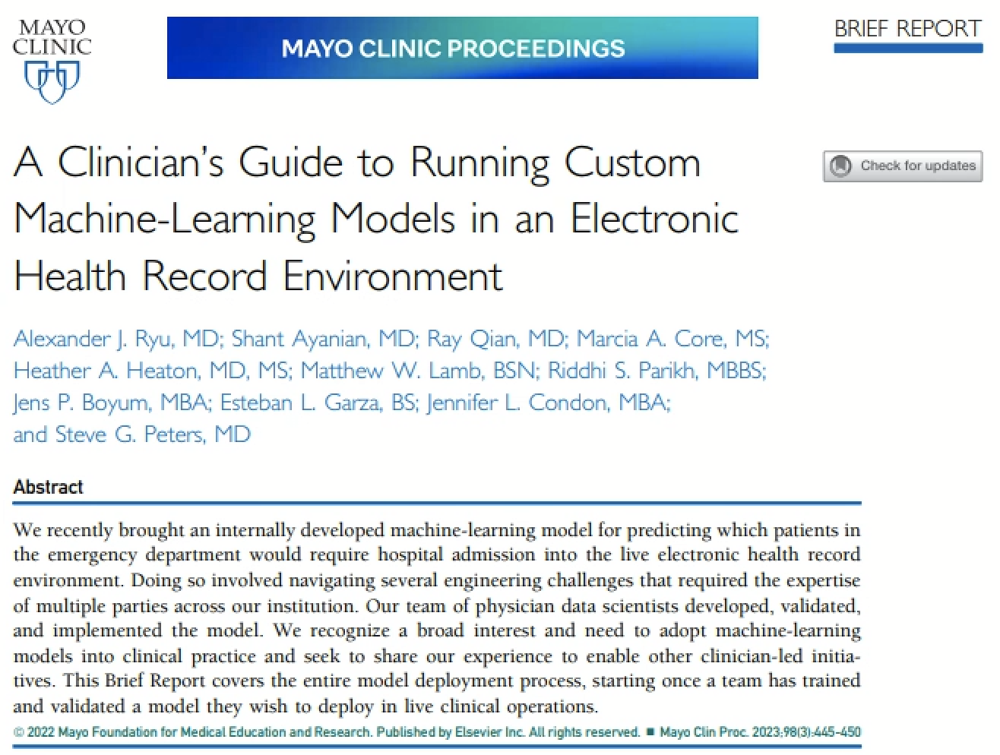 MAYO
CLINIC
MAYO CLINIC PROCEEDINGS
BRIEF REPORT
A Clinician's Guide to Running Custom
Machine-Learning Models in an Electronic
Health Record Environment
Check for updates
Alexander J. Ryu, MD; Shant Ayanian, MD; Ray Qian, MD; Marcia A. Core, MS;
Heather A. Heaton, MD, MS; Matthew W. Lamb, BSN; Riddhi S. Parikh, MBBS;
Jens P. Boyum, MBA; Esteban L. Garza, BS; Jennifer L. Condon, MBA;
and Steve G. Peters, MD
Abstract
We recently brought an internally developed machine-learning model for predicting which patients in
the emergency department would require hospital admission into the live electronic health record
environment. Doing so involved navigating several engineering challenges that required the expertise
of multiple parties across our institution. Our team of physician data scientists developed, validated,
and implemented the model. We recognize a broad interest and need to adopt machine-learning
models into clinical practice and seek to share our experience to enable other clinician-led initia-
tives. This Brief Report covers the entire model deployment process, starting once a team has trained
and validated a model they wish to deploy in live clinical operations.
© 2022 Mayo Foundation for Medical Education and Research. Published by Elsevier Inc. All rights reserved. ■ Mayo Clin Proc. 2023;98(3):445-450